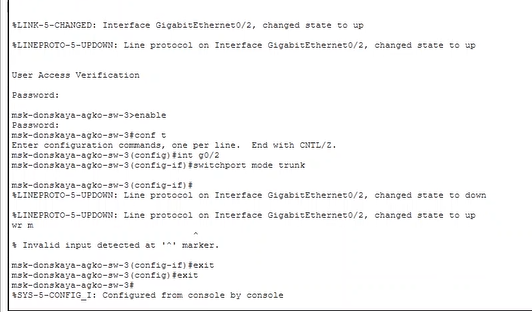 %LINK-5-CHANGED: Interface GigabitEthernet0/2, changed state to up
%LINEPROTO-5-UPDOWN: Line protocol on Interface GigabitEthernet0/2, changed state to up
User Access Verification
Password:
msk-donskaya-agko-sw-3>enable
Password:
msk-donskaya-agko-sw-3#conf t
Enter configuration commands, one per line.  End with CNTL/Z.
msk-donskaya-agko-sw-3(config)#int g0/2
msk-donskaya-agko-sw-3(config-if)#switchport mode trunk
msk-donskaya-agko-sw-3(config-if)#
%LINEPROTO-5-UPDOWN: Line protocol on Interface GigabitEthernet0/2, changed state to down
%LINEPROTO-5-UPDOWN: Line protocol on Interface GigabitEthernet0/2, changed state to up
wr m
^
% Invalid input detected at '^' marker.
msk-donskaya-agko-sw-3(config-if)#exit
msk-donskaya-agko-sw-3(config)#exit
msk-donskaya-agko-sw-3#
%SYS-5-CONFIG_I: Configured from console by console